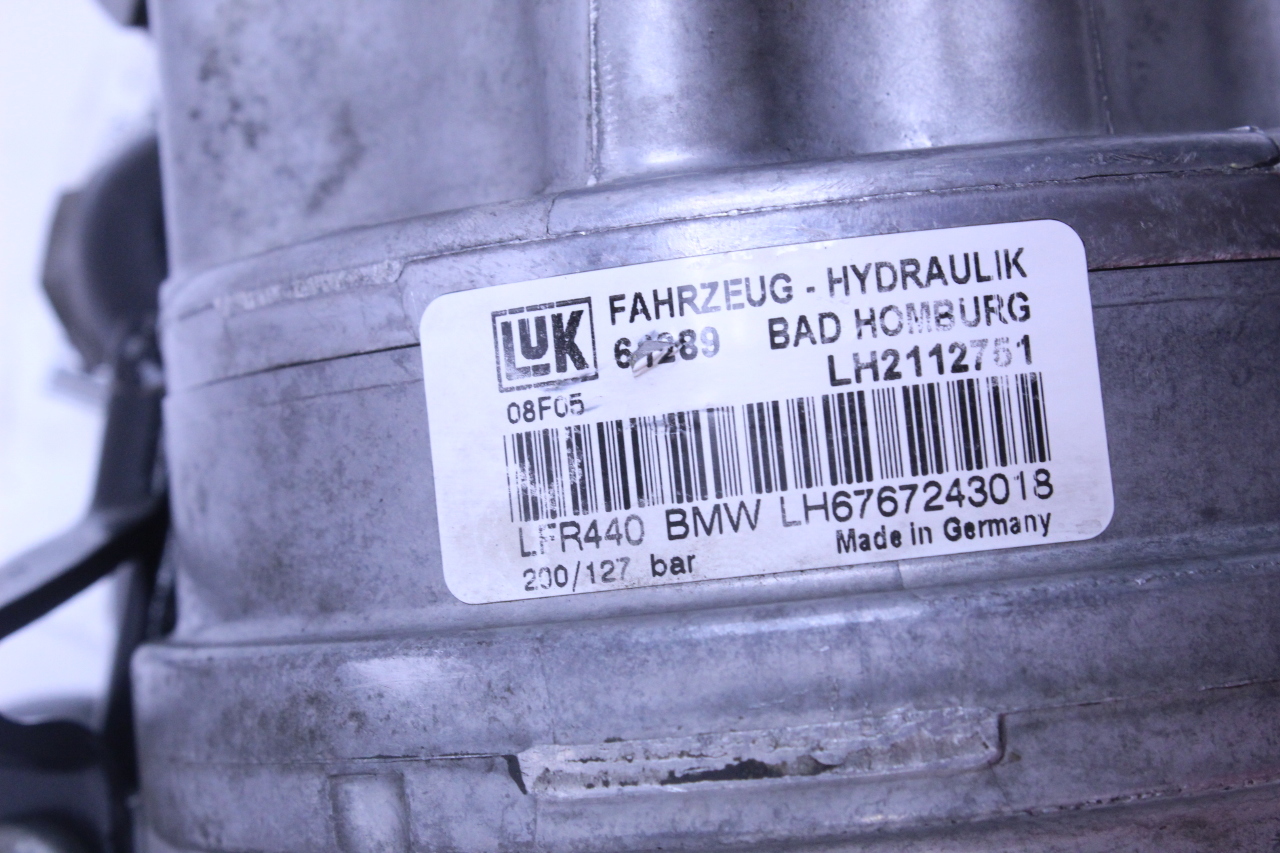 LuK FAHRZEUG - HYDRAULIK
BAD HOMBURG
LH2112751
08F05
LFR440 BMW LH6767243018
Made in Germany
200/127 bar